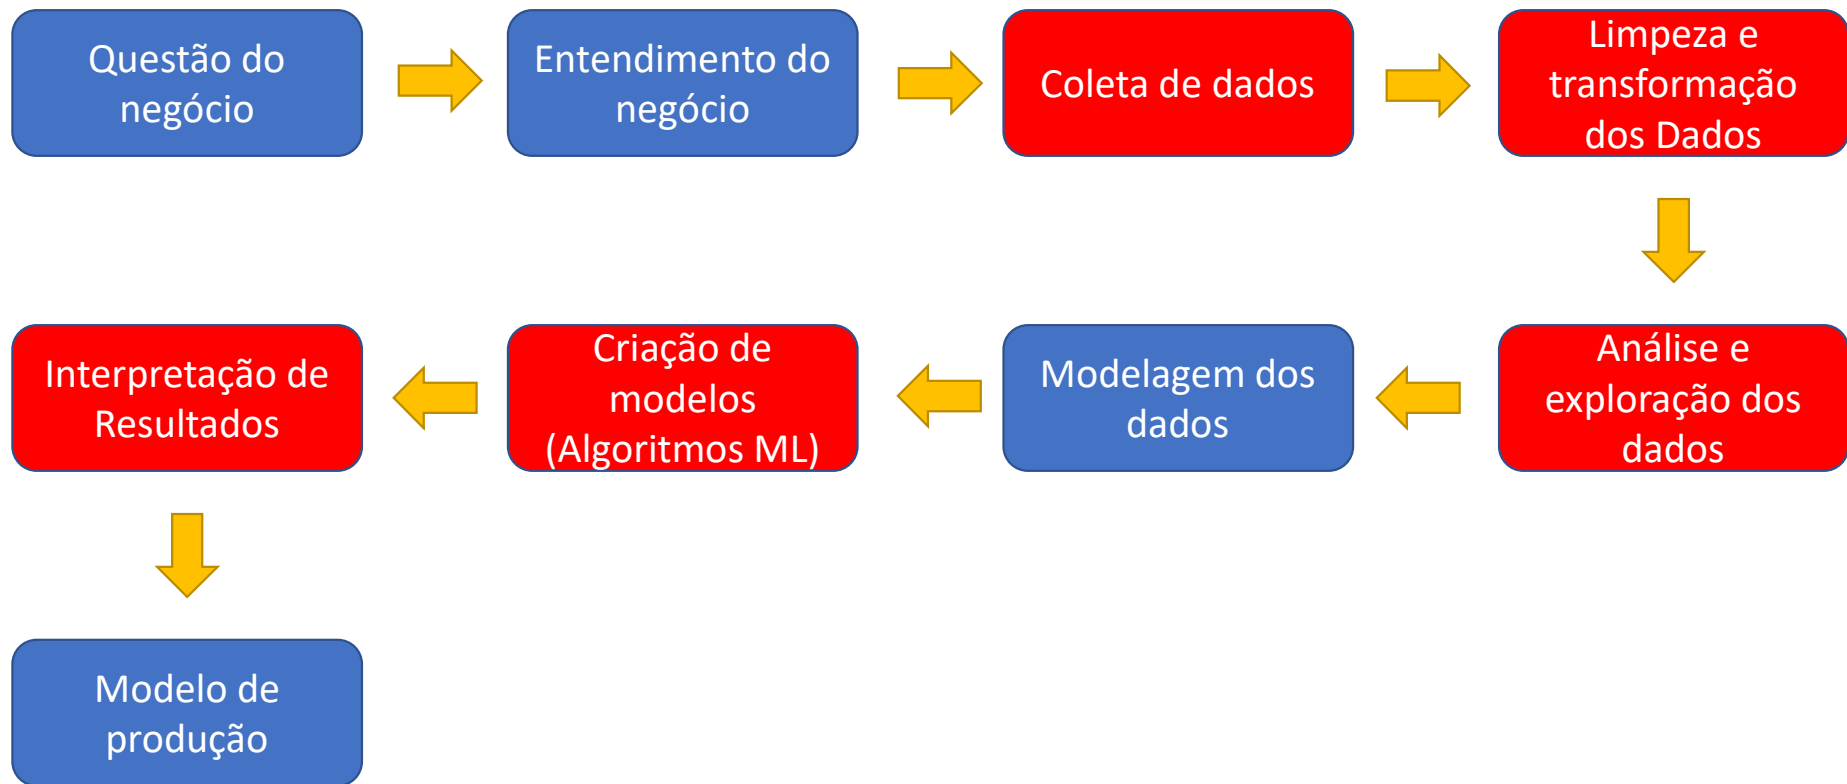 Questão do
negócio
Entendimento do
negócio
Coleta de dados
Limpeza e
transformação
dos Dados
Análise e
exploração dos
dados
Modelagem dos
dados
Criação de
modelos
(Algoritmos ML)
Interpretação de
Resultados
Modelo de
produção